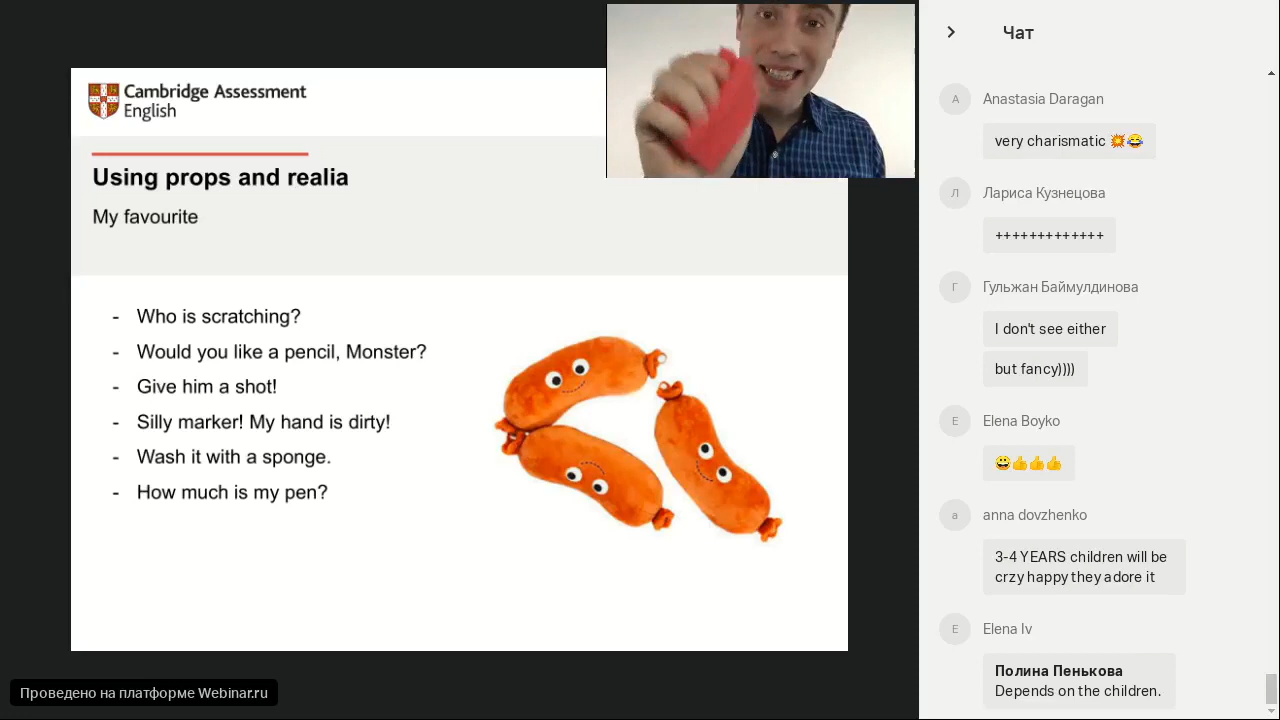 Cambridge Assessment
English
Using props and realia
My favourite
- Who is scratching?
- Would you like a pencil, Monster?
- Give him a shot!
- Silly marker! My hand is dirty!
- Wash it with a sponge.
- How much is my pen?
Проведено на платформе Webinar.ru
Чат
A
Anastasia Daragan
very charismatic 💥😂
Л
Лариса Кузнецова
+++++++++++++
Г
Гульжан Баймулдинова
I don't see either
but fancy))))
E
Elena Boyko
😀👍👍👍
a
anna dovzhenko
3-4 YEARS children will be
crzy happy they adore it
E
Elena Iv
Полина Пенькова
Depends on the children.